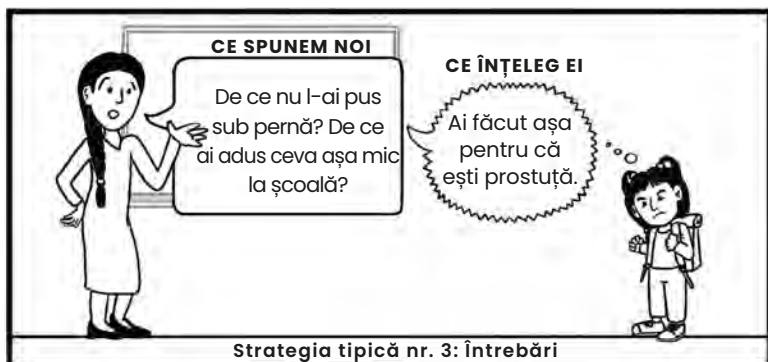 CE SPUNEM NOI
De ce nu l-ai pus
sub pernă? De ce
ai adus ceva așa mic
la școală?
CE ÎNȚELEG EI
Ai făcut așa
pentru că
ești prostuță.
Strategia tipică nr. 3: Întrebări